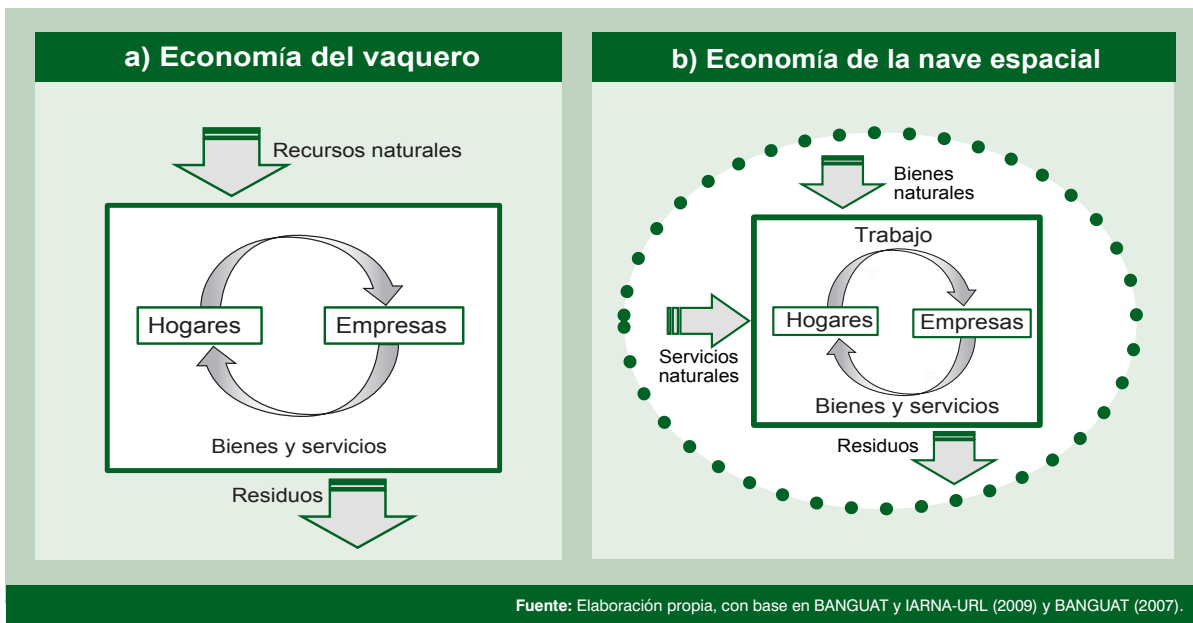 a) Economía del vaquero
Recursos naturales
Hogares
Empresas
Bienes y servicios
Residuos
b) Economía de la nave espacial
Bienes
naturales
Trabajo
Servicios
naturales
Hogares
Empresas
Bienes y servicios
Residuos
Fuente: Elaboración propia, con base en BANGUAT y IARNA-URL (2009) y BANGUAT (2007).